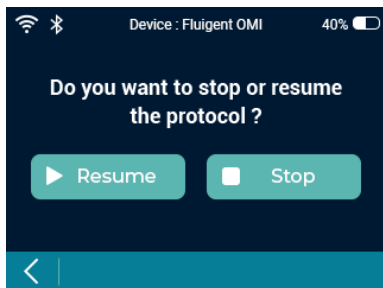 Device : Fluigent OMI
40%
Do you want to stop or resume
the protocol ?
Resume
Stop